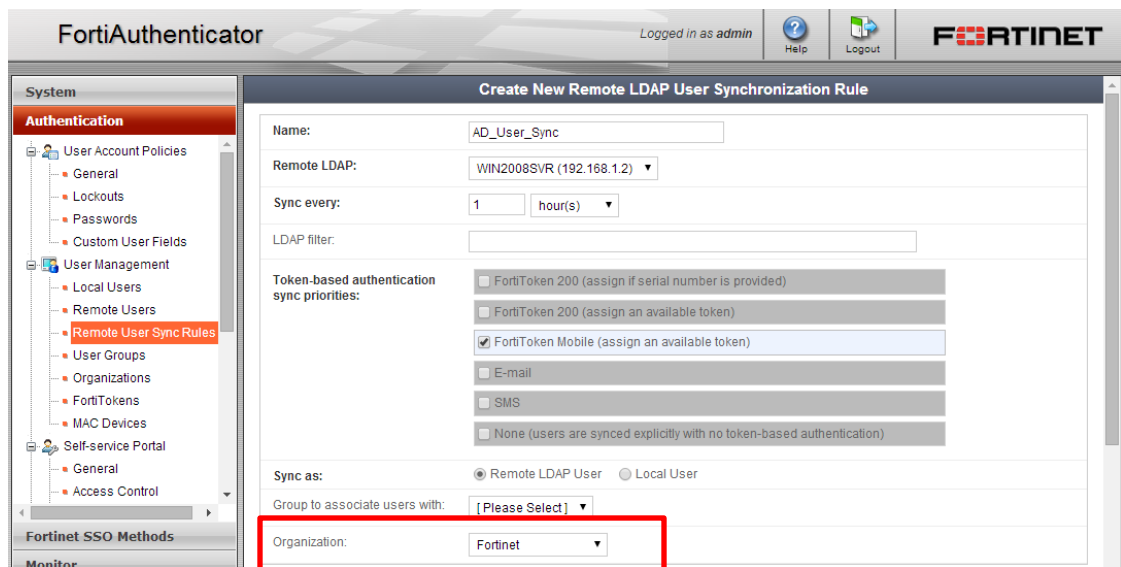 FortiAuthenticator
Logged in as admin
Help
Logout
FORTINET
System
Authentication
User Account Policies
General
Lockouts
Passwords
Custom User Fields
User Management
Local Users
Remote Users
Remote User Sync Rules
User Groups
Organizations
FortiTokens
MAC Devices
Self-service Portal
General
Access Control
Fortinet SSO Methods
Monitor
Create New Remote LDAP User Synchronization Rule
Name:
AD_User_Sync
Remote LDAP:
WIN2008SVR (192.168.1.2)
Sync every:
1 hour(s)
LDAP filter:
Token-based authentication
sync priorities:
FortiToken 200 (assign if serial number is provided)
FortiToken 200 (assign an available token)
FortiToken Mobile (assign an available token)
E-mail
SMS
None (users are synced explicitly with no token-based authentication)
Sync as:
Remote LDAP User Local User
Group to associate users with:
[ Please Select ]
Organization:
Fortinet